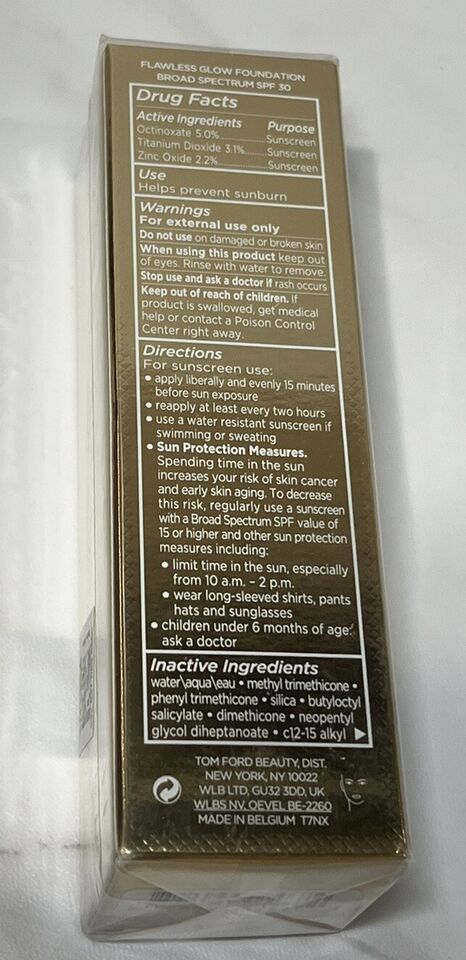 FLAWLESS GLOW FOUNDATION
BROAD SPECTRUM SPF 30
Drug Facts
Active Ingredients Purpose
Octinoxate 5.0%......Sunscreen
Titanium Dioxide 3.1%......Sunscreen
Zinc Oxide 2.2%......Sunscreen
Use
Helps prevent sunburn
Warnings
For external use only
Do not use on damaged or broken skin
When using this product keep out
of eyes. Rinse with water to remove.
Stop use and ask a doctor if rash occurs
Keep out of reach of children. If
product is swallowed, get medical
help or contact a Poison Control
Center right away.
Directions
For sunscreen use:
• apply liberally and evenly 15 minutes
before sun exposure
• reapply at least every two hours
• use a water resistant sunscreen if
swimming or sweating
• Sun Protection Measures.
Spending time in the sun
increases your risk of skin cancer
and early skin aging. To decrease
this risk, regularly use a sunscreen
with a Broad Spectrum SPF value of
15 or higher and other sun protection
measures including:
• limit time in the sun, especially
from 10 a.m. – 2 p.m.
• wear long-sleeved shirts, pants
hats and sunglasses
• children under 6 months of age:
ask a doctor
Inactive Ingredients
water\aqua\eau • methyl trimethicone •
phenyl trimethicone • silica • butyloctyl
salicylate • dimethicone • neopentyl
glycol diheptanoate • c12-15 alkyl ▶
TOM FORD BEAUTY, DIST.
NEW YORK, NY 10022
WLB LTD, GU32 3DD, UK
WLBS NV. OEVEL BE-2260
MADE IN BELGIUM T7NX